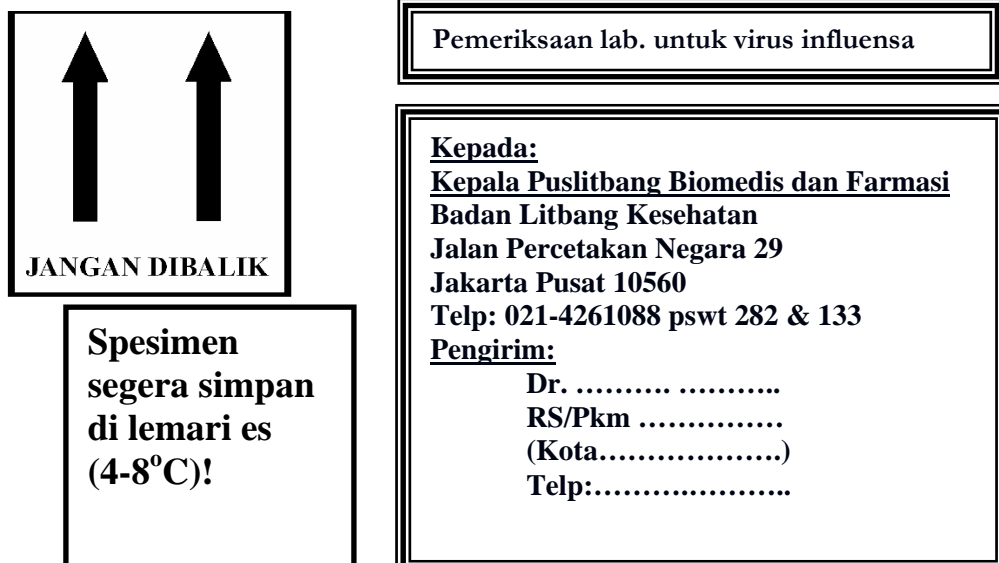 JANGAN DIBALIK
Spesimen
segera simpan
di lemari es
(4-8°C)!
Pemeriksaan lab. untuk virus influensa
Kepada:
Kepala Puslitbang Biomedis dan Farmasi
Badan Litbang Kesehatan
Jalan Percetakan Negara 29
Jakarta Pusat 10560
Telp: 021-4261088 pswt 282 & 133
Pengirim:
Dr. ………. ………..
RS/Pkm ……………
(Kota……………….)
Telp:………..………..